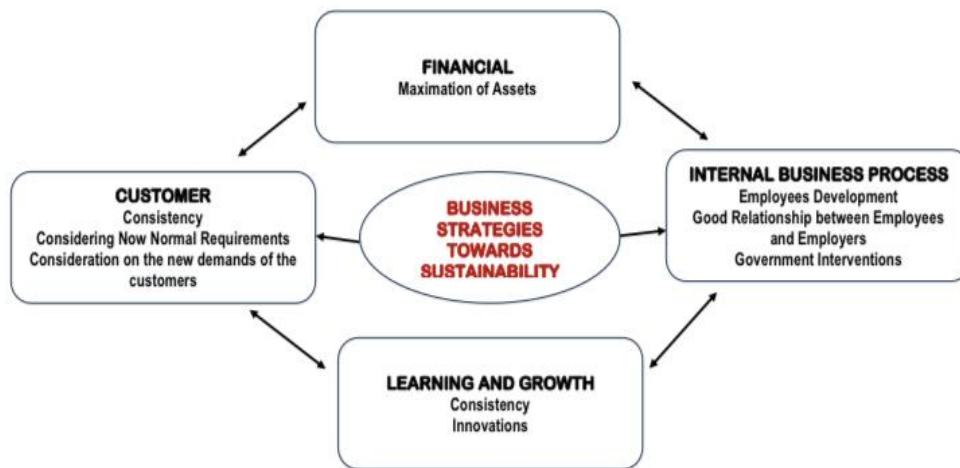 FINANCIAL
Maximation of Assets
CUSTOMER
Consistency
Considering Now Normal Requirements
Consideration on the new demands of the
customers
BUSINESS
STRATEGIES
TOWARDS
SUSTAINABILITY
INTERNAL BUSINESS PROCESS
Employees Development
Good Relationship between Employees
and Employers
Government Interventions
LEARNING AND GROWTH
Consistency
Innovations